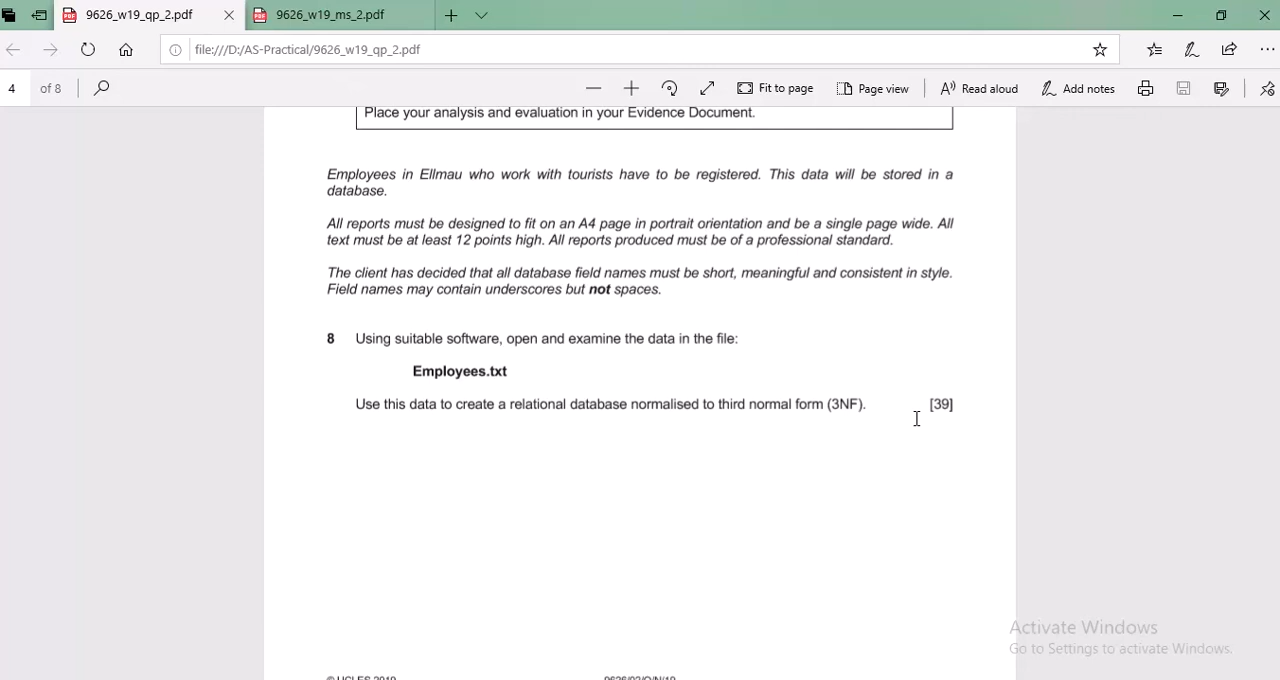 9626_w19_qp_2.pdf
9626_w19_ms_2.pdf
file:///D:/AS-Practical/9626_w19_qp_2.pdf
4 of 8
Fit to page
Page view
Read aloud
Add notes
Place your analysis and evaluation in your Evidence Document.
Employees in Ellmau who work with tourists have to be registered. This data will be stored in a
database.
All reports must be designed to fit on an A4 page in portrait orientation and be a single page wide. All
text must be at least 12 points high. All reports produced must be of a professional standard.
The client has decided that all database field names must be short, meaningful and consistent in style.
Field names may contain underscores but not spaces.
8 Using suitable software, open and examine the data in the file:
Employees.txt
Use this data to create a relational database normalised to third normal form (3NF). [39]
Activate Windows
Go to Settings to activate Windows.
© UCLES 2019 9626/02/O/N/19